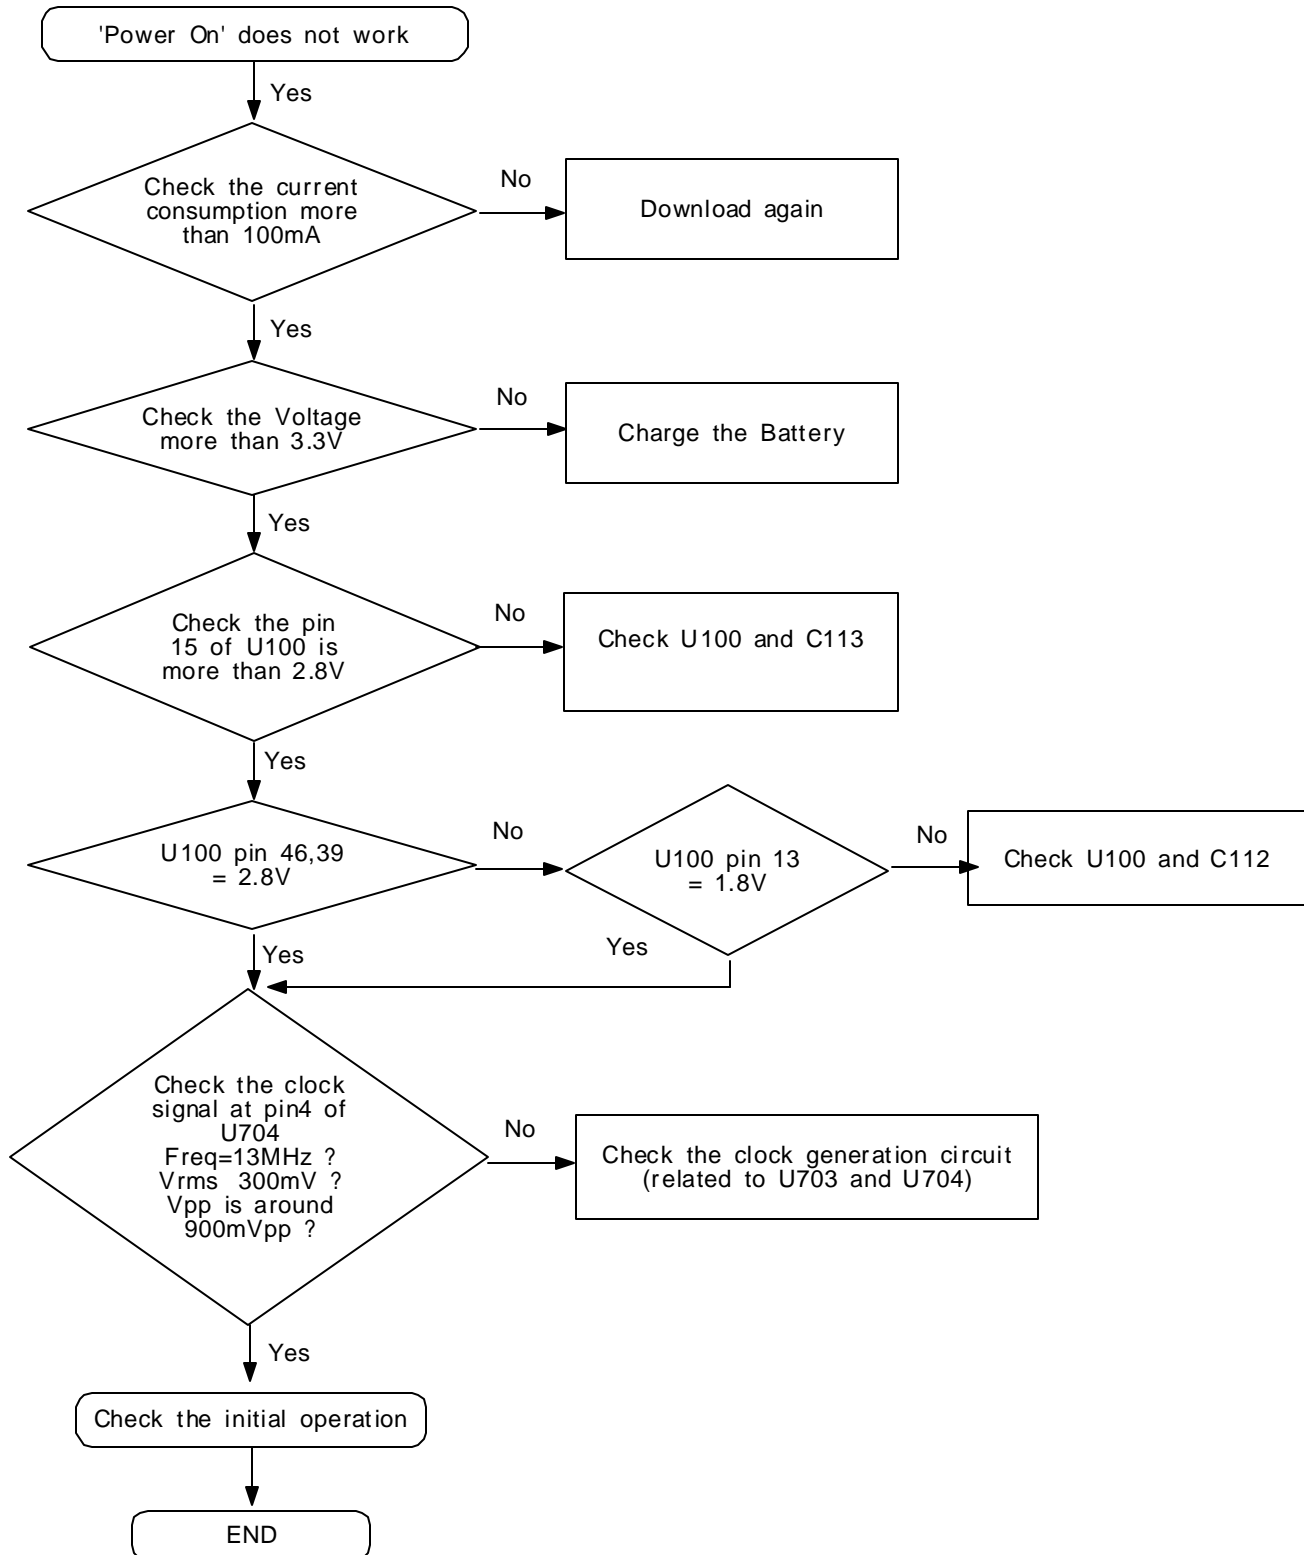 'Power On' does not work
Yes
Check the current
consumption more
than 100mA
No
Download again
Yes
Check the Voltage
more than 3.3V
No
Charge the Battery
Yes
Check the pin
15 of U100 is
more than 2.8V
No
Check U100 and C113
Yes
U100 pin 46,39
= 2.8V
No
U100 pin 13
= 1.8V
No
Check U100 and C112
Yes
Yes
Check the clock
signal at pin4 of
U704
Freq=13MHz ?
Vrms 300mV ?
Vpp is around
900mVpp ?
No
Check the clock generation circuit
(related to U703 and U704)
Yes
Check the initial operation
END